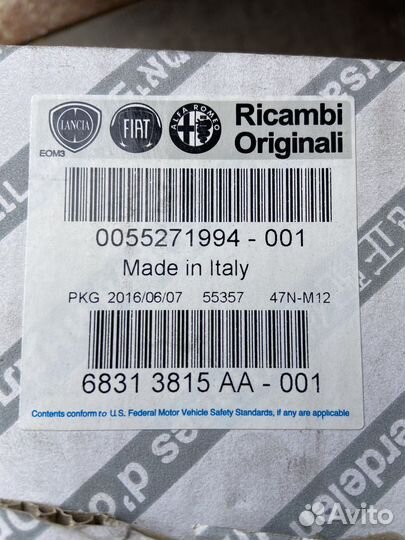 LANCIA
FIAT
ALFA ROMEO
Ricambi
Originali
EOM3
0055271994 - 001
Made in Italy
PKG 2016/06/07 55357 47N-M12
6831 3815 AA - 001
Contents conform to U.S. Federal Motor Vehicle Safety Standards, if any are applicable
Avito